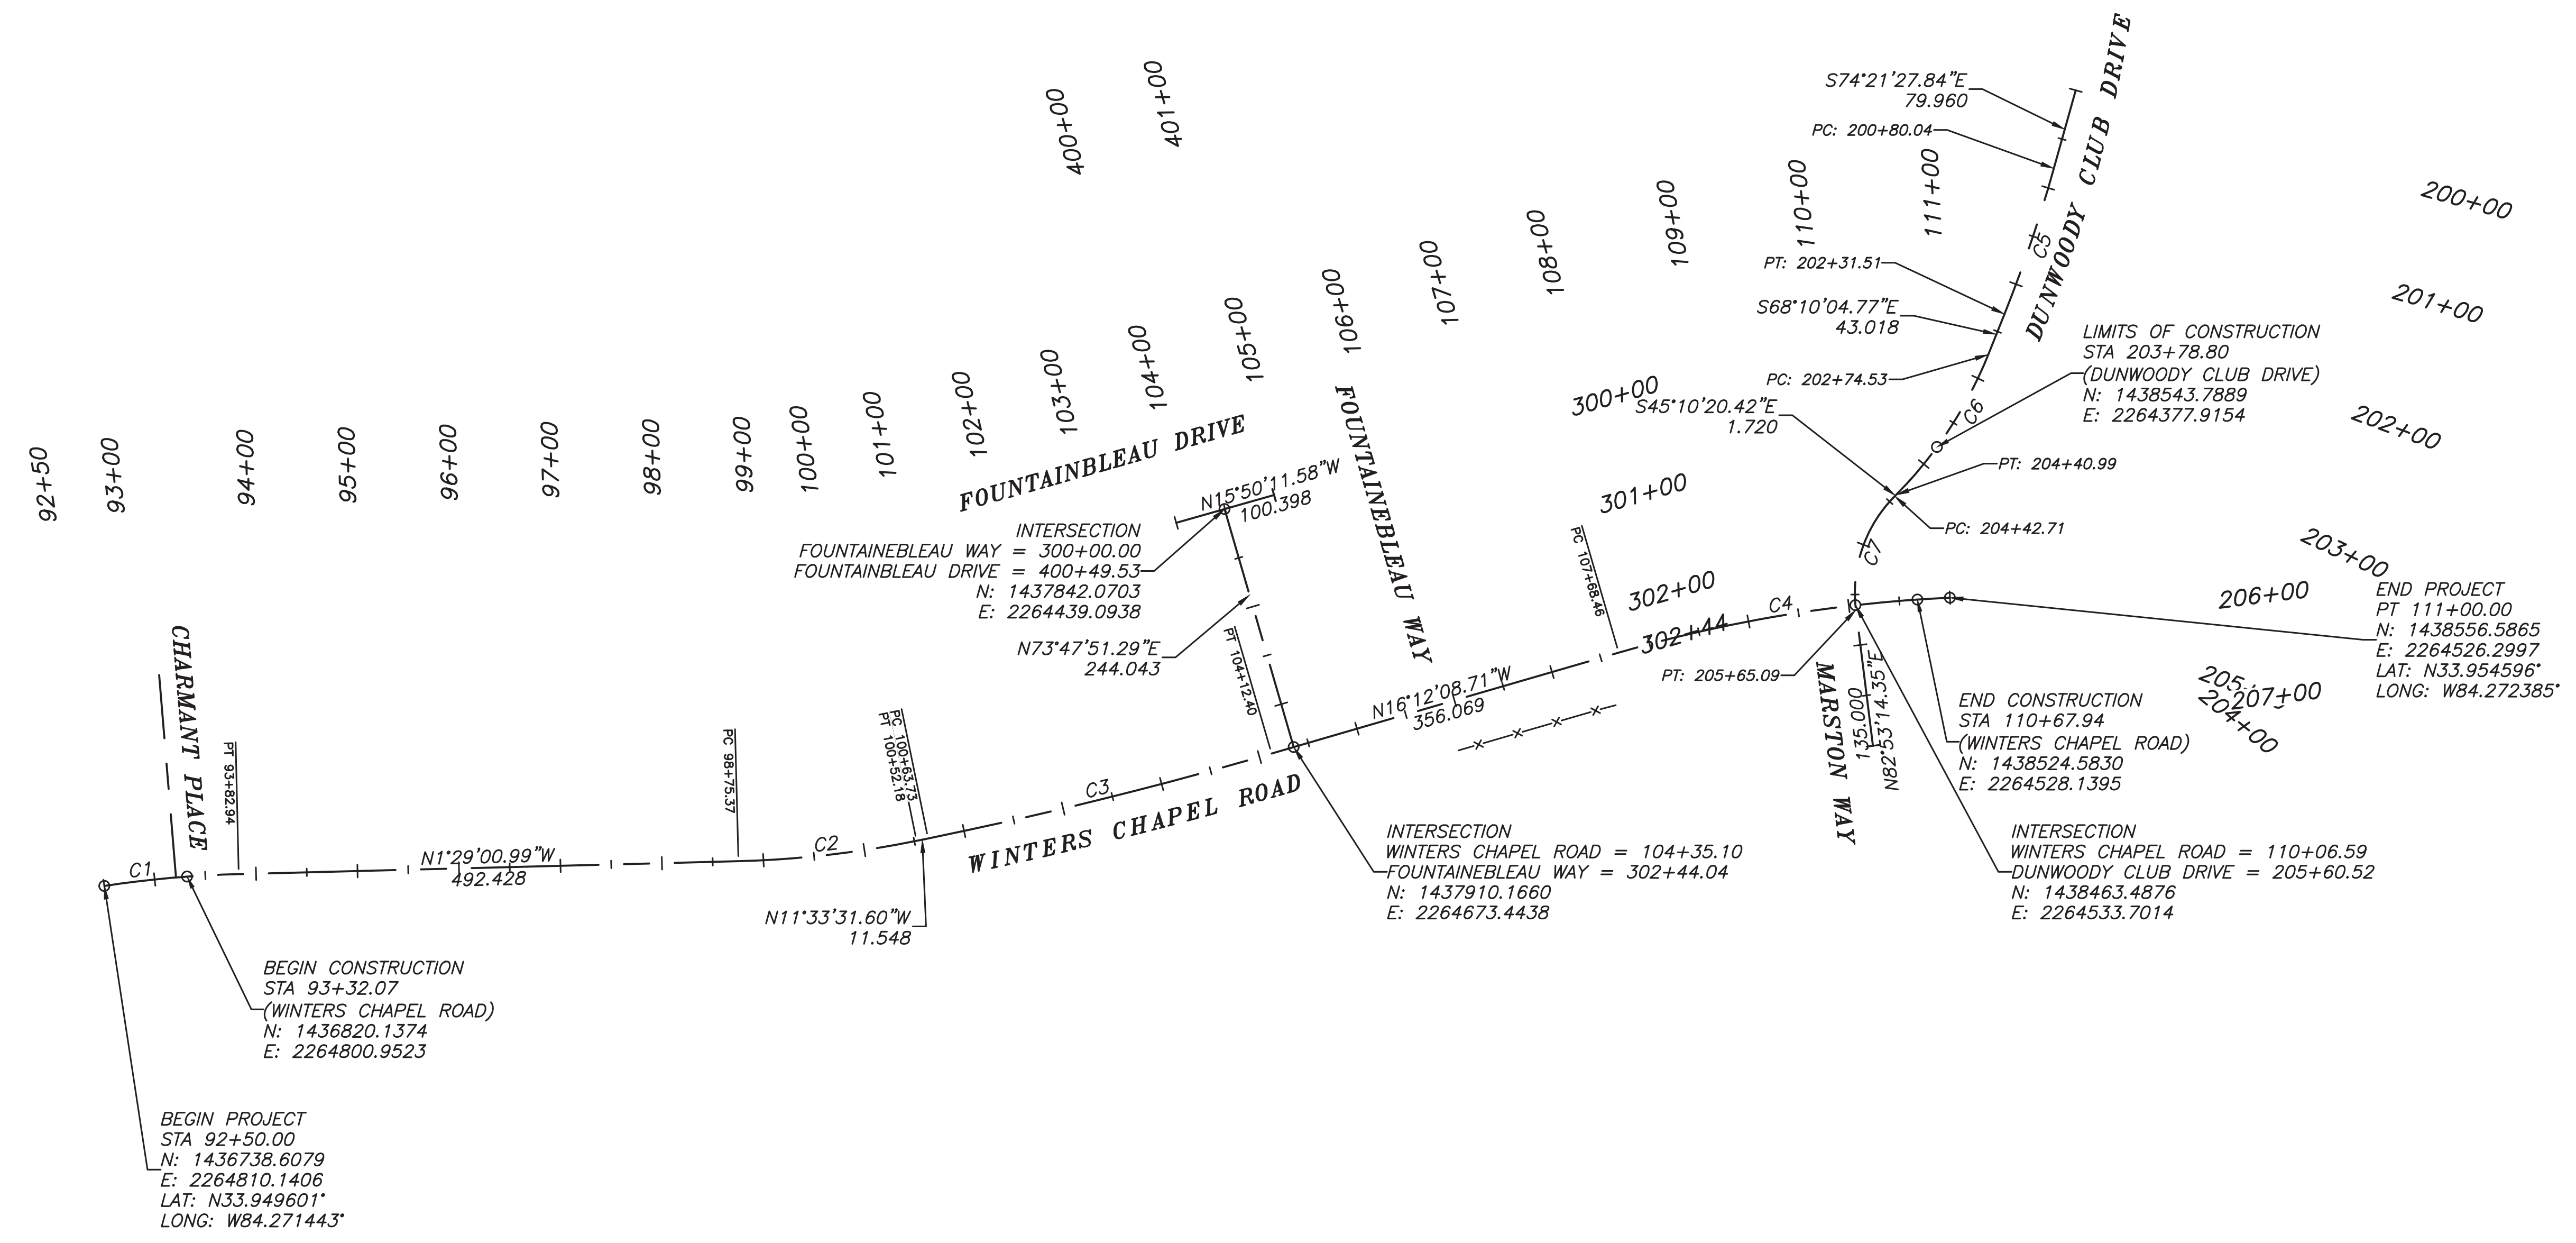 400+00
401+00
S74°21'27.84"E
79.960
PC: 200+80.04
DUNWOODY CLUB DRIVE
92+50
93+00
94+00
95+00
96+00
97+00
98+00
99+00
100+00
101+00
102+00
103+00
104+00
105+00
106+00
107+00
108+00
109+00
110+00
111+00
C5
PT: 202+31.51
S68°10'04.77"E
43.018
PC: 202+74.53
200+00
201+00
202+00
203+00
LIMITS OF CONSTRUCTION
STA 203+78.80
(DUNWOODY CLUB DRIVE)
N: 1438543.7889
E: 2264377.9154
C6
S45°10'20.42"E
1.720
PT: 204+40.99
PC: 204+42.71
C7
FOUNTAINBLEAU DRIVE
N15°50'11.58"W
100.398
FOUNTAINEBLEAU WAY
300+00
301+00
302+00
302+44
INTERSECTION
FOUNTAINEBLEAU WAY = 300+00.00
FOUNTAINBLEAU DRIVE = 400+49.53
N: 1437842.0703
E: 2264439.0938
N73°47'51.29"E
244.043
PT 104+12.40
PC 107+68.46
C4
PT: 205+65.09
206+00
205
207+00
204+00
END PROJECT
PT 111+00.00
N: 1438556.5865
E: 2264526.2997
LAT: N33.954596°
LONG: W84.272385°
CHARMANT PLACE
PT 93+82.94
C1
N1°29'00.99"W
492.428
PC 98+75.37
C2
PT 100+52.18
PC 100+63.73
N11°33'31.60"W
11.548
C3
WINTERS CHAPEL ROAD
N16°12'08.71"W
356.069
MARSTON WAY
135.000
N82°53'14.35"E
END CONSTRUCTION
STA 110+67.94
(WINTERS CHAPEL ROAD)
N: 1438524.5830
E: 2264528.1395
INTERSECTION
WINTERS CHAPEL ROAD = 104+35.10
FOUNTAINEBLEAU WAY = 302+44.04
N: 1437910.1660
E: 2264673.4438
INTERSECTION
WINTERS CHAPEL ROAD = 110+06.59
DUNWOODY CLUB DRIVE = 205+60.52
N: 1438463.4876
E: 2264533.7014
BEGIN CONSTRUCTION
STA 93+32.07
(WINTERS CHAPEL ROAD)
N: 1436820.1374
E: 2264800.9523
BEGIN PROJECT
STA 92+50.00
N: 1436738.6079
E: 2264810.1406
LAT: N33.949601°
LONG: W84.271443°